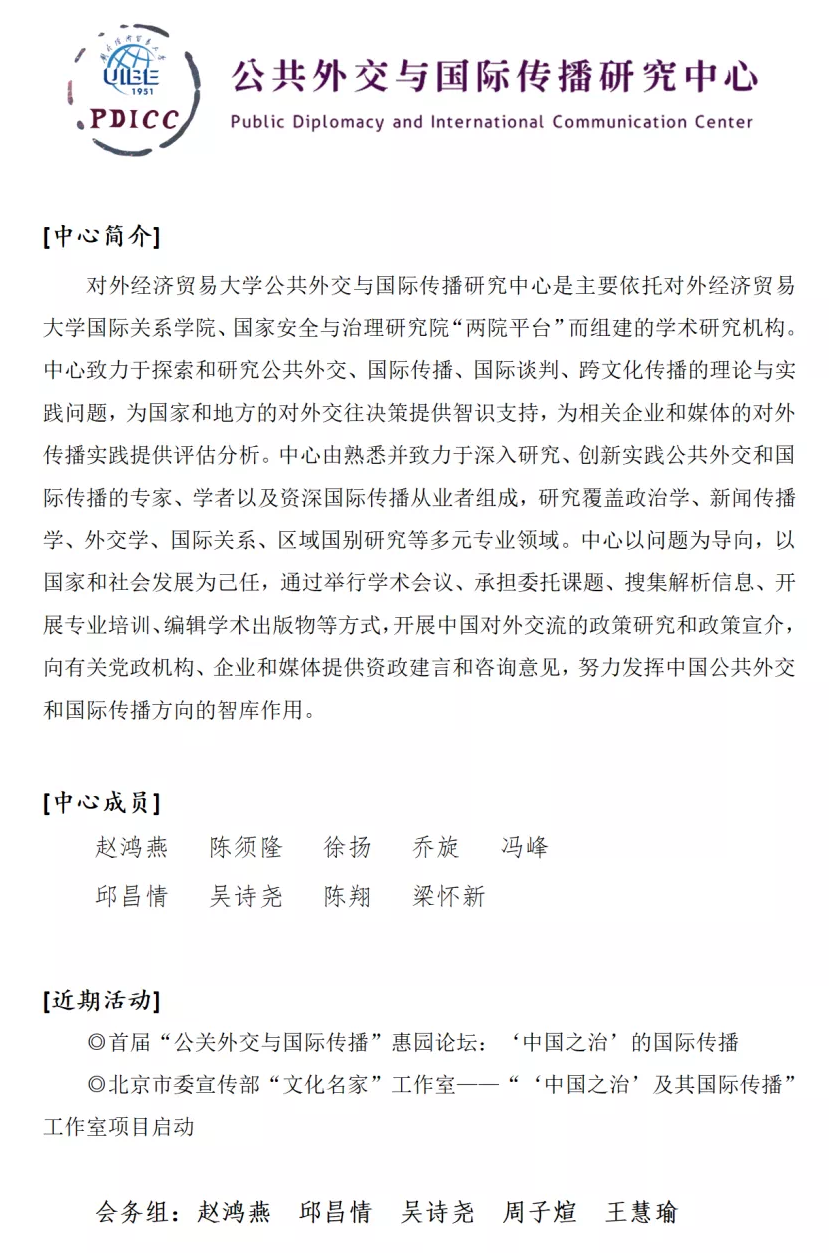 对外经济贸易大学
UIBE
1951
PDICC
公共外交与国际传播研究中心
Public Diplomacy and International Communication Center
[中心简介]
对外经济贸易大学公共外交与国际传播研究中心是主要依托对外经济贸易
大学国际关系学院、国家安全与治理研究院“两院平台”而组建的学术研究机构。
中心致力于探索和研究公共外交、国际传播、国际谈判、跨文化传播的理论与实
践问题，为国家和地方的对外交往决策提供智识支持，为相关企业和媒体的对外
传播实践提供评估分析。中心由熟悉并致力于深入研究、创新实践公共外交和国
际传播的专家、学者以及资深国际传播从业者组成，研究覆盖政治学、新闻传播
学、外交学、国际关系、区域国别研究等多元专业领域。中心以问题为导向，以
国家和社会发展为己任，通过举行学术会议、承担委托课题、搜集解析信息、开
展专业培训、编辑学术出版物等方式，开展中国对外交流的政策研究和政策宣介，
向有关党政机构、企业和媒体提供资政建言和咨询意见，努力发挥中国公共外交
和国际传播方向的智库作用。
[中心成员]
赵鸿燕 陈须隆 徐扬 乔旋 冯峰
邱昌情 吴诗尧 陈翔 梁怀新
[近期活动]
◎首届“公关外交与国际传播”惠园论坛：‘中国之治’的国际传播
◎北京市委宣传部“文化名家”工作室——“‘中国之治’及其国际传播”
工作室项目启动
会务组：赵鸿燕 邱昌情 吴诗尧 周子煊 王慧瑜